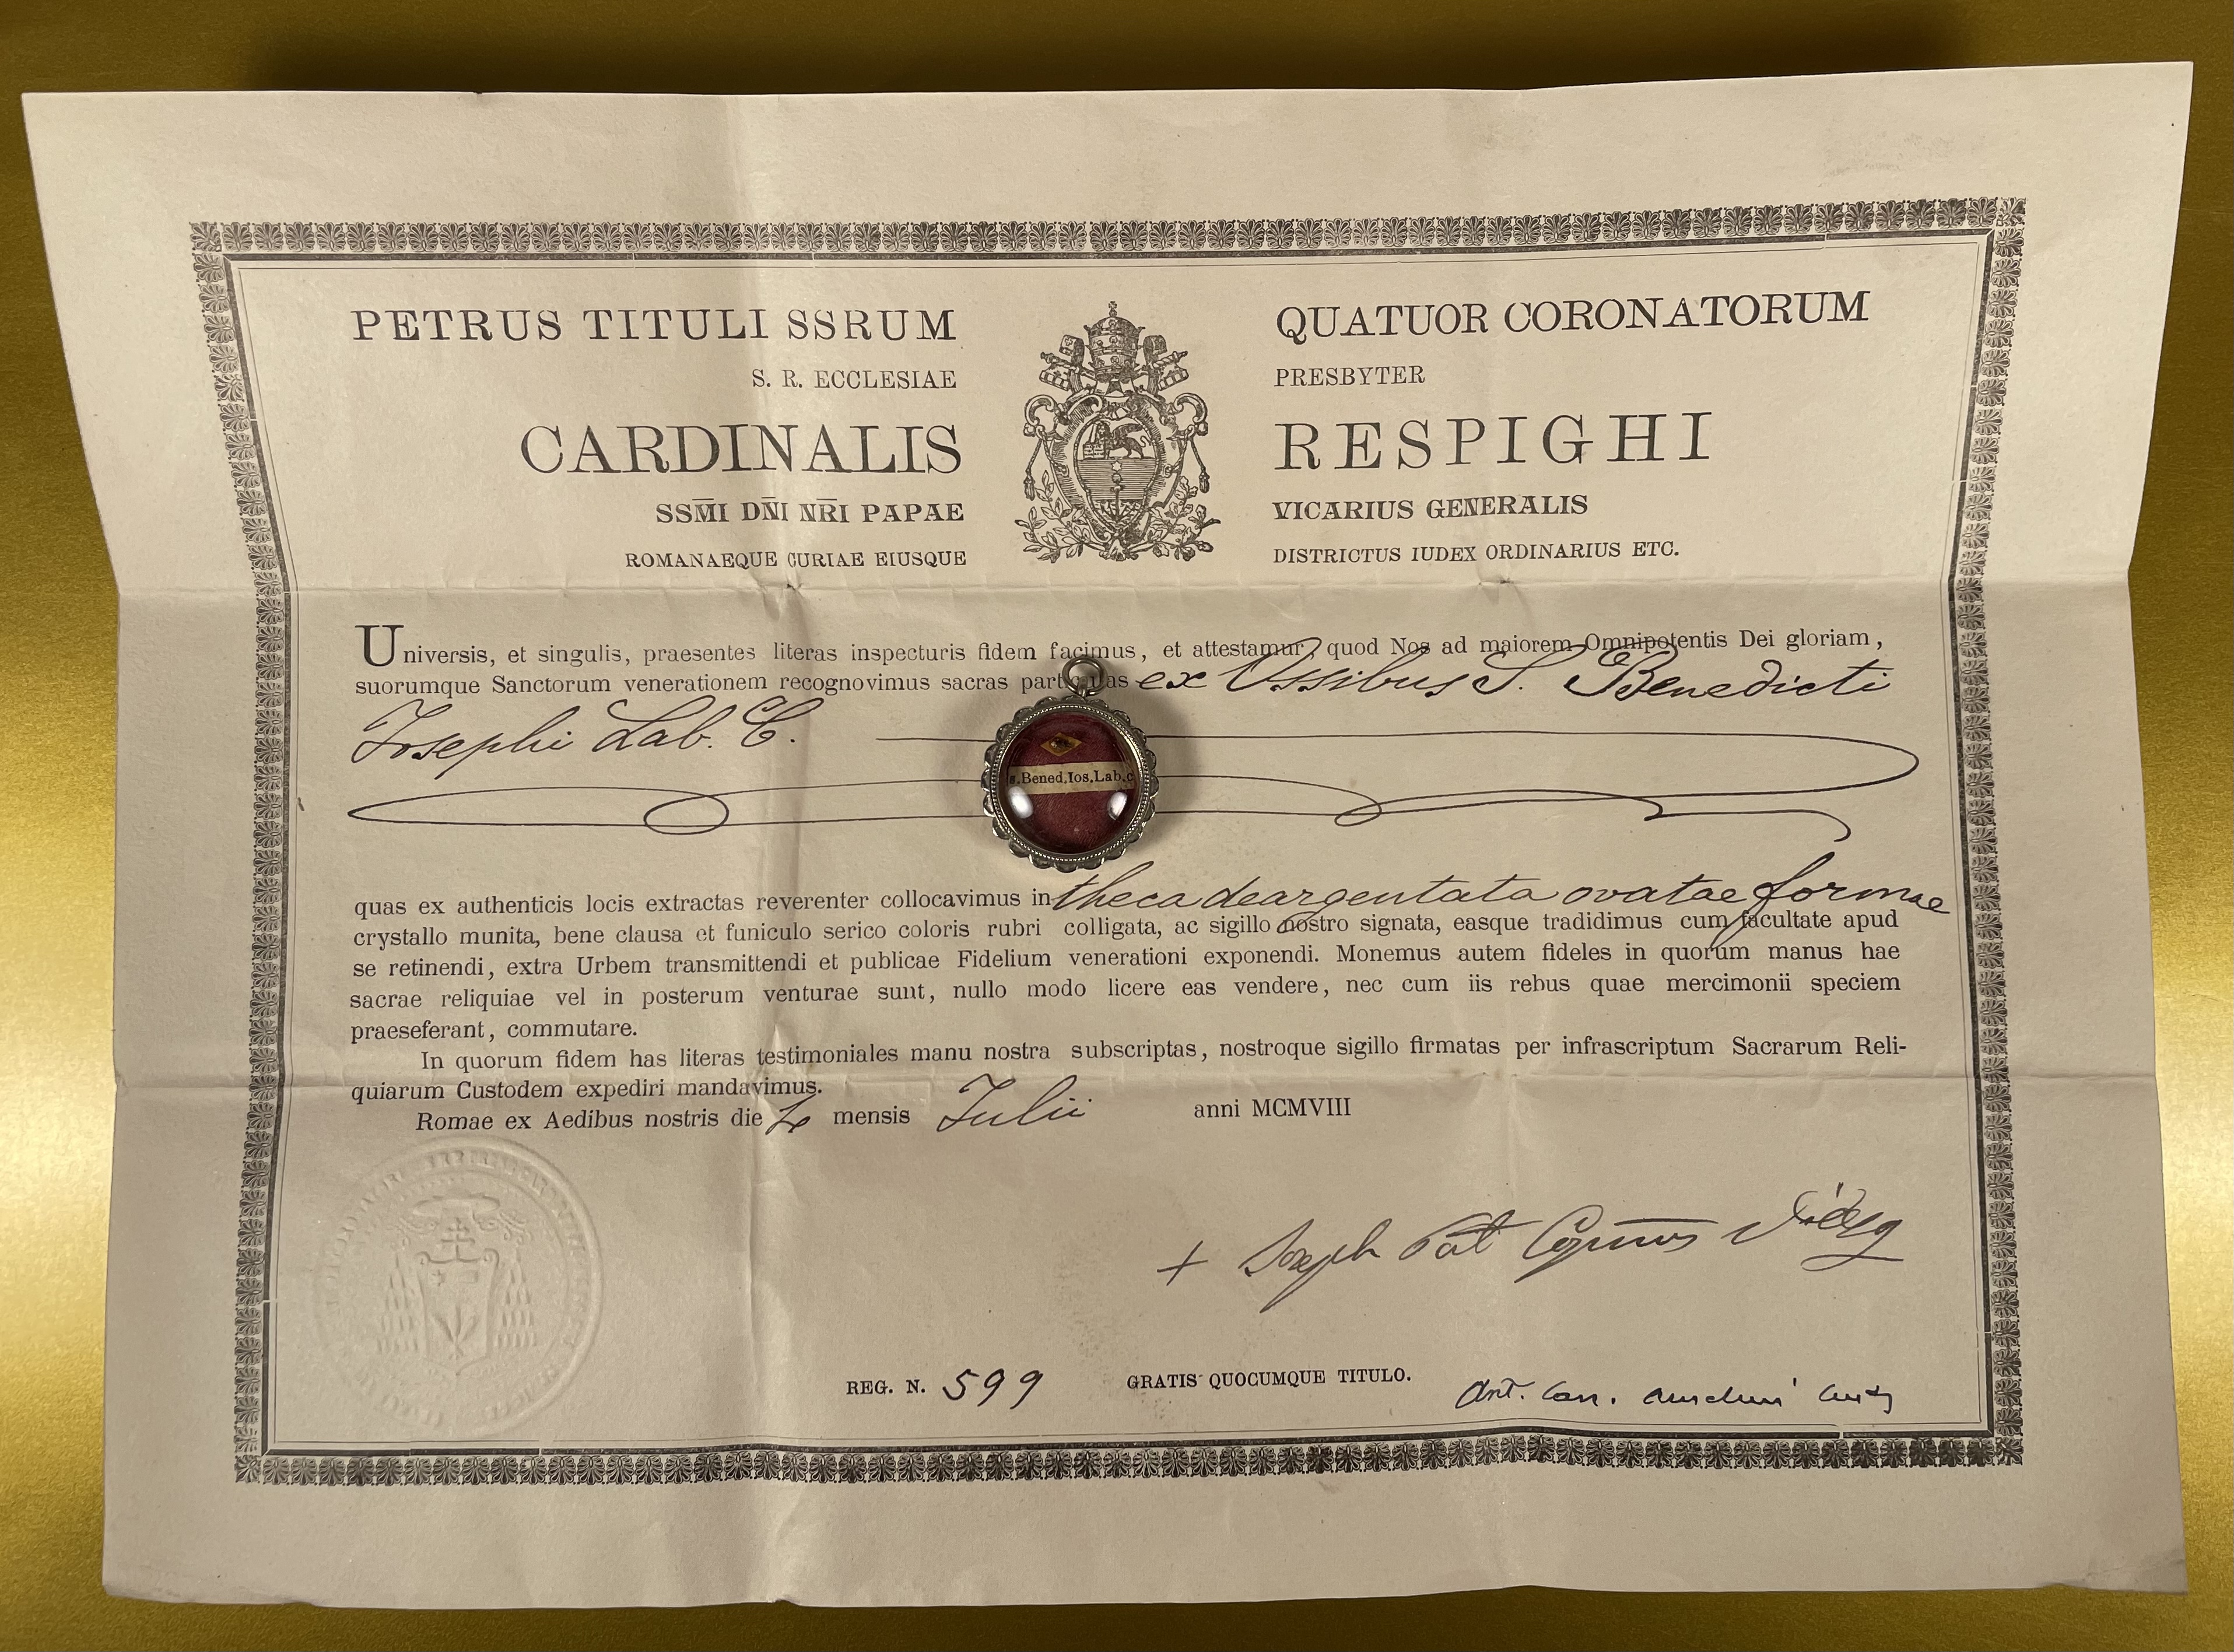 PETRUS TITULI SSRUM QUATUOR CORONATORUM
S. R. ECCLESIAE PRESBYTER
CARDINALIS RESPIGHI
SSM̄I DN̄I NR̄I PAPAE VICARIUS GENERALIS
ROMANAEQUE CURIAE EIUSQUE DISTRICTUS IUDEX ORDINARIUS ETC.
Universis, et singulis, praesentes literas inspecturis fidem facimus, et attestamur quod Nos ad maiorem Omnipotentis Dei gloriam,
suorumque Sanctorum venerationem recognovimus sacras particulas ex Ossibus S. Benedicti
Josephi Lab. C.
s.Bened.Ios.Lab.c
quas ex authenticis locis extractas reverenter collocavimus in theca deargentata ovatae formae
crystallo munita, bene clausa et funiculo serico coloris rubri colligata, ac sigillo nostro signata, easque tradidimus cum facultate apud
se retinendi, extra Urbem transmittendi et publicae Fidelium venerationi exponendi. Monemus autem fideles in quorum manus hae
sacrae reliquiae vel in posterum venturae sunt, nullo modo licere eas vendere, nec cum iis rebus quae mercimonii speciem
praeseferant, commutare.
In quorum fidem has literas testimoniales manu nostra subscriptas, nostroque sigillo firmatas per infrascriptum Sacrarum Reli-
quiarum Custodem expediri mandavimus.
Romae ex Aedibus nostris die mensis Julii anni MCMVIII
+ Joseph Pat
REG. N. 599 GRATIS QUOCUMQUE TITULO. Ant. Can.